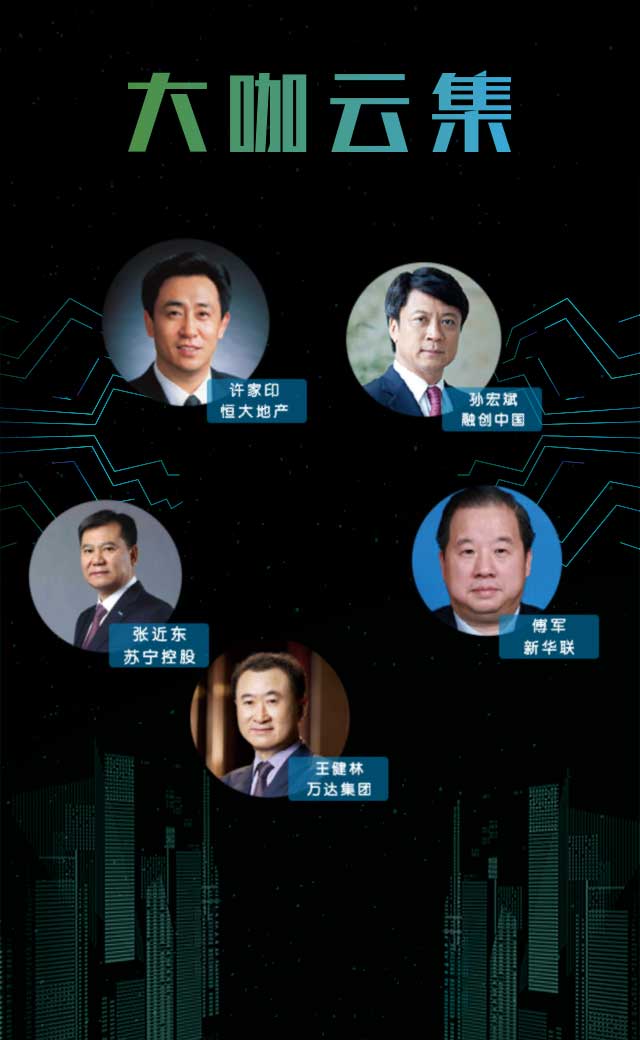 大咖云集
许家印
恒大地产
孙宏斌
融创中国
张近东
苏宁控股
傅军
新华联
王健林
万达集团